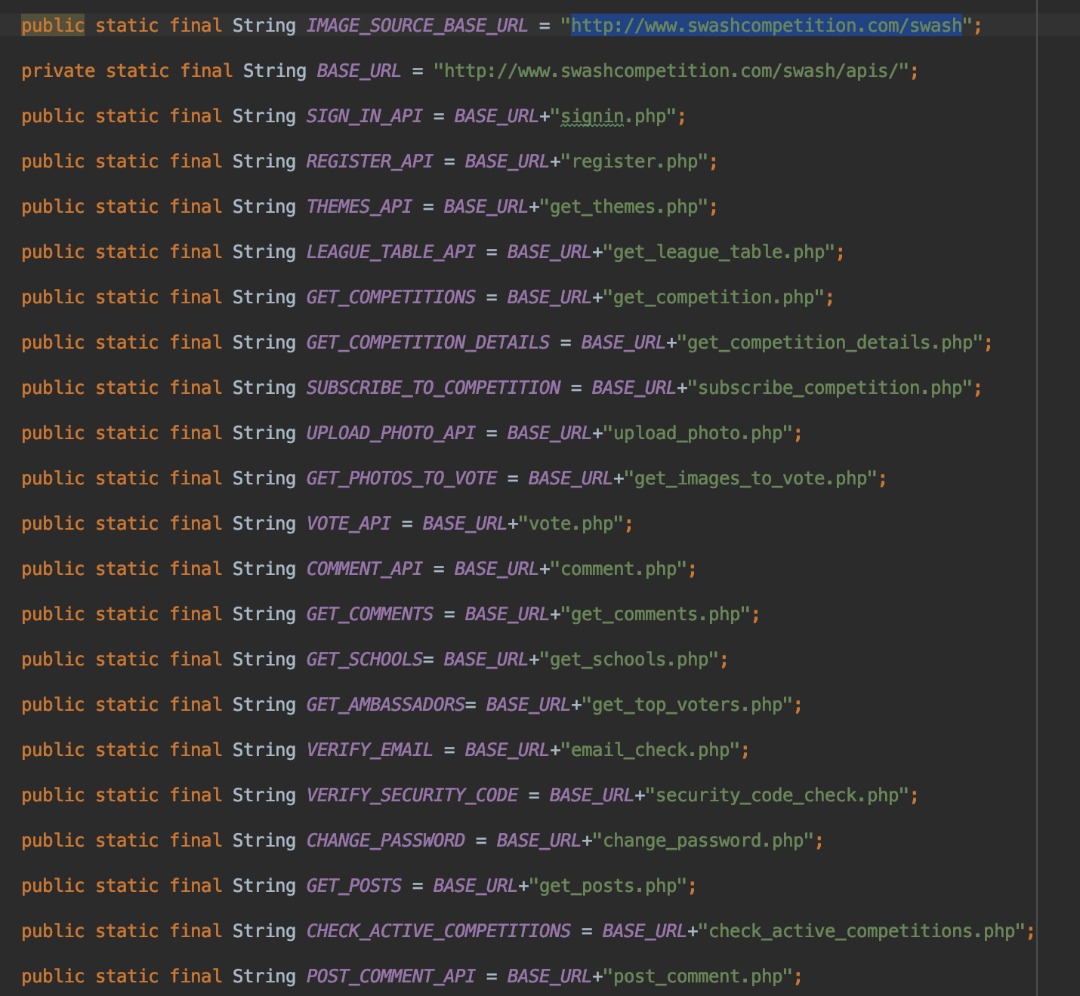 public static final String IMAGE_SOURCE_BASE_URL = "http://www.swashcompetition.com/swash";
private static final String BASE_URL = "http://www.swashcompetition.com/swash/apis/";
public static final String SIGN_IN_API = BASE_URL+"signin.php";
public static final String REGISTER_API = BASE_URL+"register.php";
public static final String THEMES_API = BASE_URL+"get_themes.php";
public static final String LEAGUE_TABLE_API = BASE_URL+"get_league_table.php";
public static final String GET_COMPETITIONS = BASE_URL+"get_competition.php";
public static final String GET_COMPETITION_DETAILS = BASE_URL+"get_competition_details.php";
public static final String SUBSCRIBE_TO_COMPETITION = BASE_URL+"subscribe_competition.php";
public static final String UPLOAD_PHOTO_API = BASE_URL+"upload_photo.php";
public static final String GET_PHOTOS_TO_VOTE = BASE_URL+"get_images_to_vote.php";
public static final String VOTE_API = BASE_URL+"vote.php";
public static final String COMMENT_API = BASE_URL+"comment.php";
public static final String GET_COMMENTS = BASE_URL+"get_comments.php";
public static final String GET_SCHOOLS= BASE_URL+"get_schools.php";
public static final String GET_AMBASSADORS= BASE_URL+"get_top_voters.php";
public static final String VERIFY_EMAIL = BASE_URL+"email_check.php";
public static final String VERIFY_SECURITY_CODE = BASE_URL+"security_code_check.php";
public static final String CHANGE_PASSWORD = BASE_URL+"change_password.php";
public static final String GET_POSTS = BASE_URL+"get_posts.php";
public static final String CHECK_ACTIVE_COMPETITIONS = BASE_URL+"check_active_competitions.php";
public static final String POST_COMMENT_API = BASE_URL+"post_comment.php";